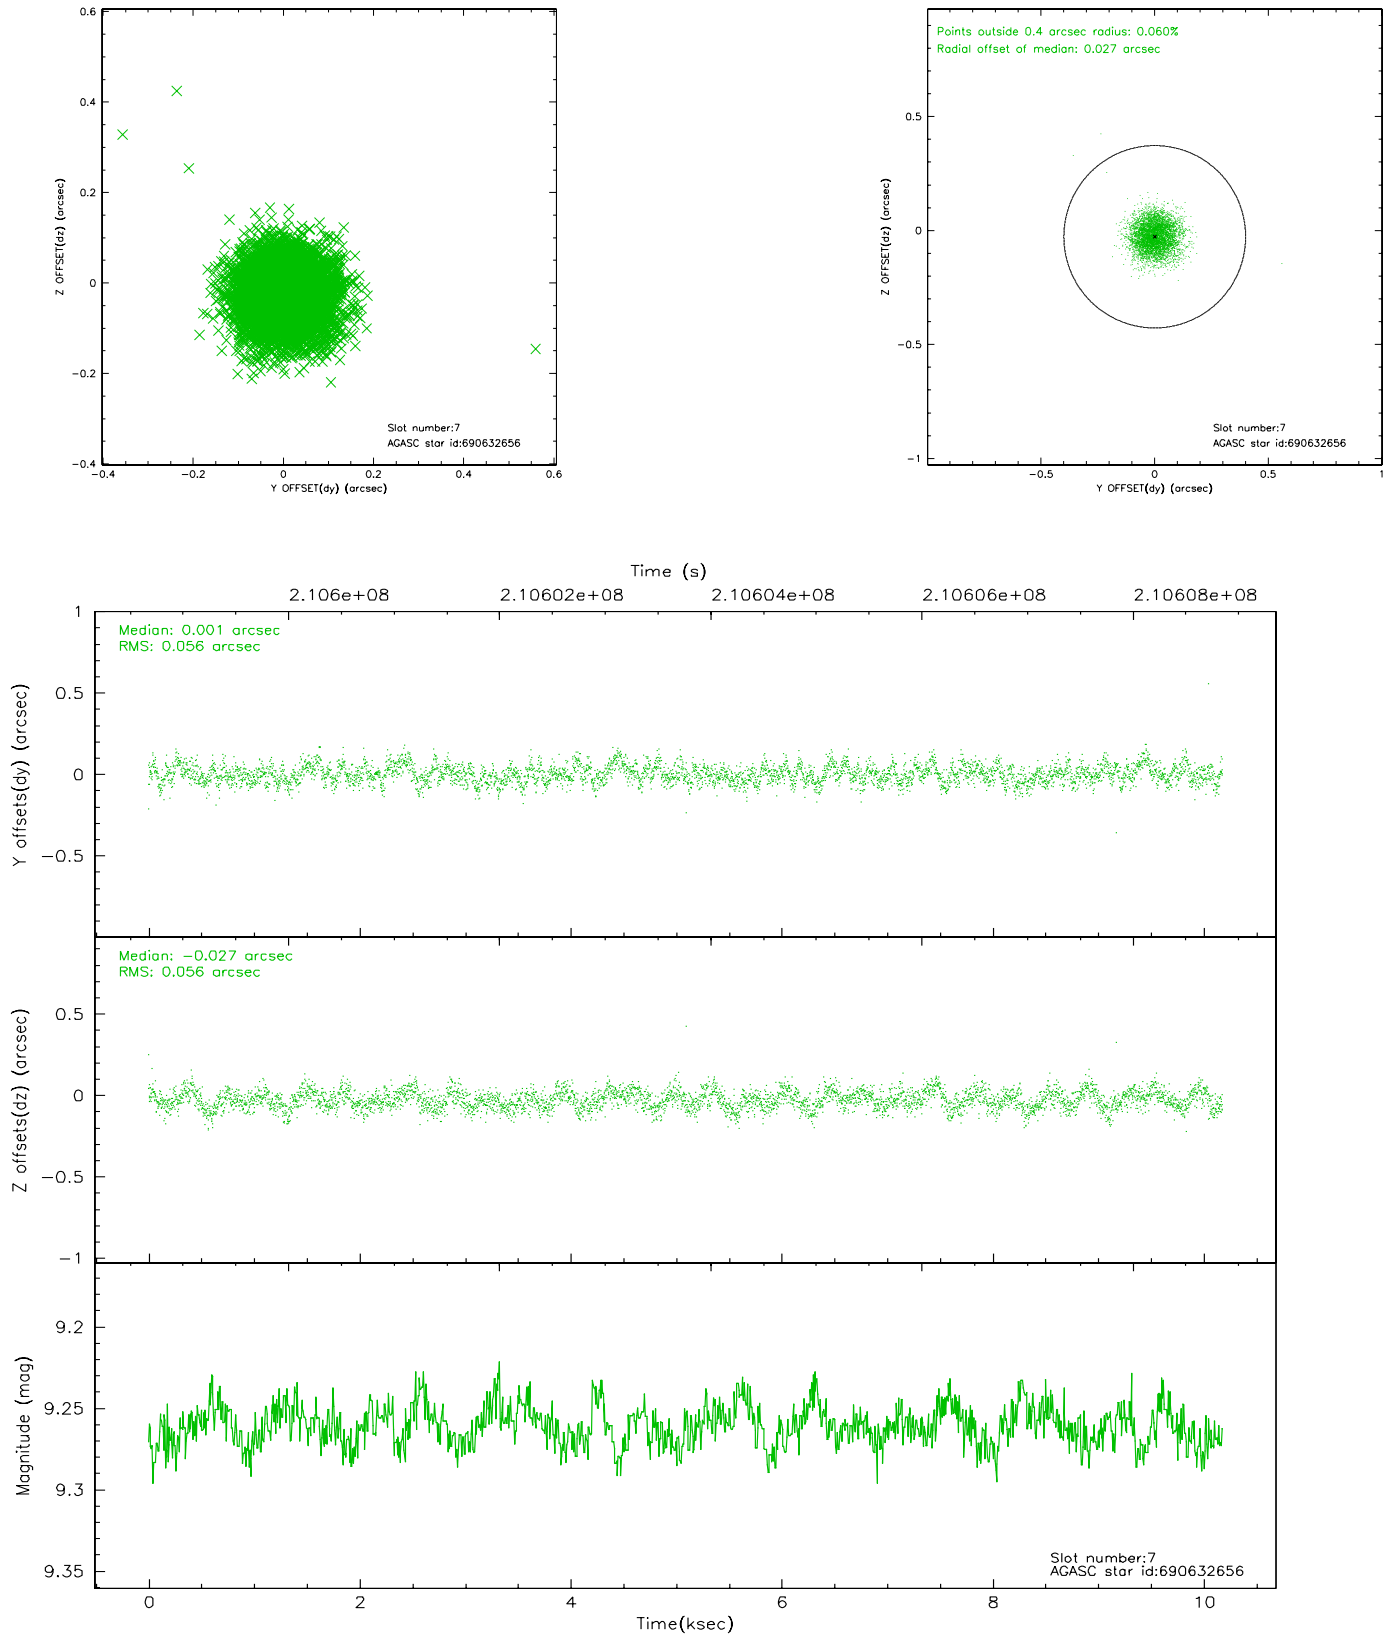 0.6
0.4
0.2
0
−0.2
−0.4
Z OFFSET(dz) (arcsec)
Slot number:7
AGASC star id:690632656
−0.4 −0.2 0 0.2 0.4 0.6
Y OFFSET(dy) (arcsec)
Points outside 0.4 arcsec radius: 0.060%
Radial offset of median: 0.027 arcsec
0.5
0
−0.5
−1
Z OFFSET(dz) (arcsec)
Slot number:7
AGASC star id:690632656
−0.5 0 0.5 1
Y OFFSET(dy) (arcsec)
Time (s)
2.106e+08 2.10602e+08 2.10604e+08 2.10606e+08 2.10608e+08
Median: 0.001 arcsec
RMS: 0.056 arcsec
1
0.5
0
−0.5
Y offsets(dy) (arcsec)
Median: −0.027 arcsec
RMS: 0.056 arcsec
0.5
0
−0.5
−1
Z offsets(dz) (arcsec)
9.2
9.25
9.3
9.35
Magnitude (mag)
Slot number:7
AGASC star id:690632656
0 2 4 6 8 10
Time(ksec)